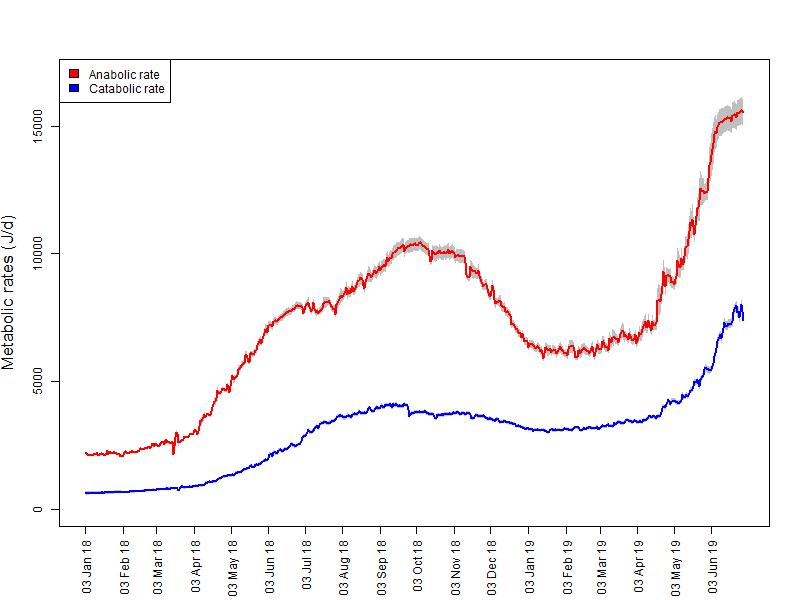 Anabolic rate
Catabolic rate
Metabolic rates (J/d)
15000
10000
5000
0
03 Jan 18
03 Feb 18
03 Mar 18
03 Apr 18
03 May 18
03 Jun 18
03 Jul 18
03 Aug 18
03 Sep 18
03 Oct 18
03 Nov 18
03 Dec 18
03 Jan 19
03 Feb 19
03 Mar 19
03 Apr 19
03 May 19
03 Jun 19